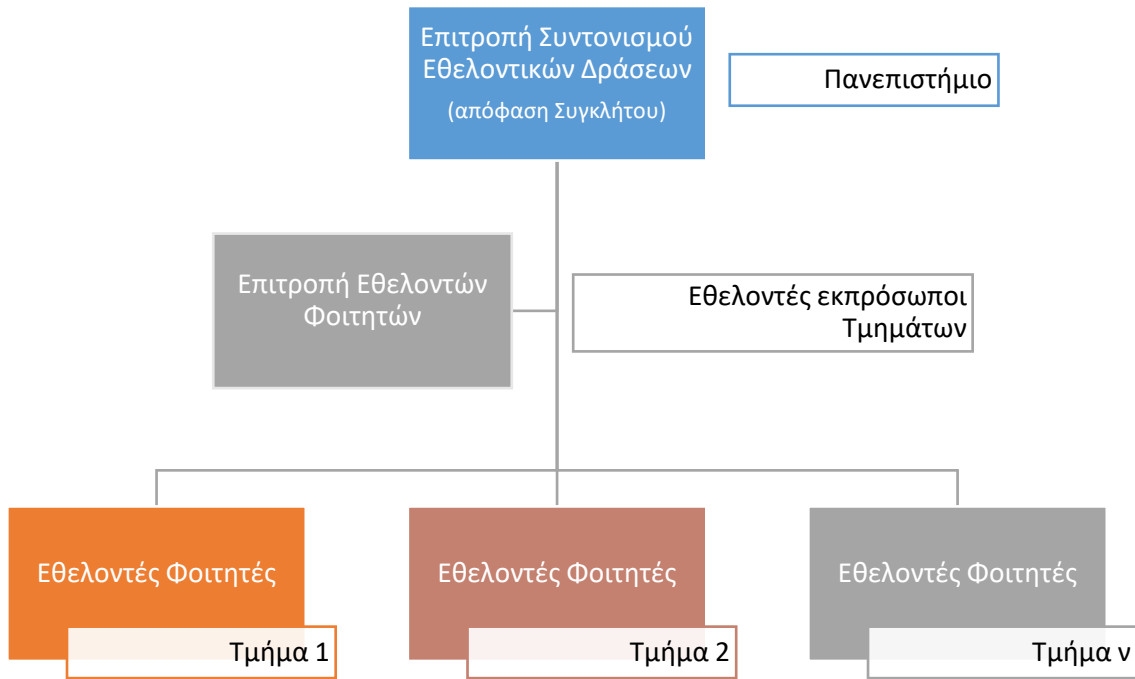 Επιτροπή Συντονισμού
Εθελοντικών Δράσεων
(απόφαση Συγκλήτου)
Πανεπιστήμιο
Επιτροπή Εθελοντών
Φοιτητών
Εθελοντές εκπρόσωποι
Τμημάτων
Εθελοντές Φοιτητές
Τμήμα 1
Εθελοντές Φοιτητές
Τμήμα 2
Εθελοντές Φοιτητές
Τμήμα ν